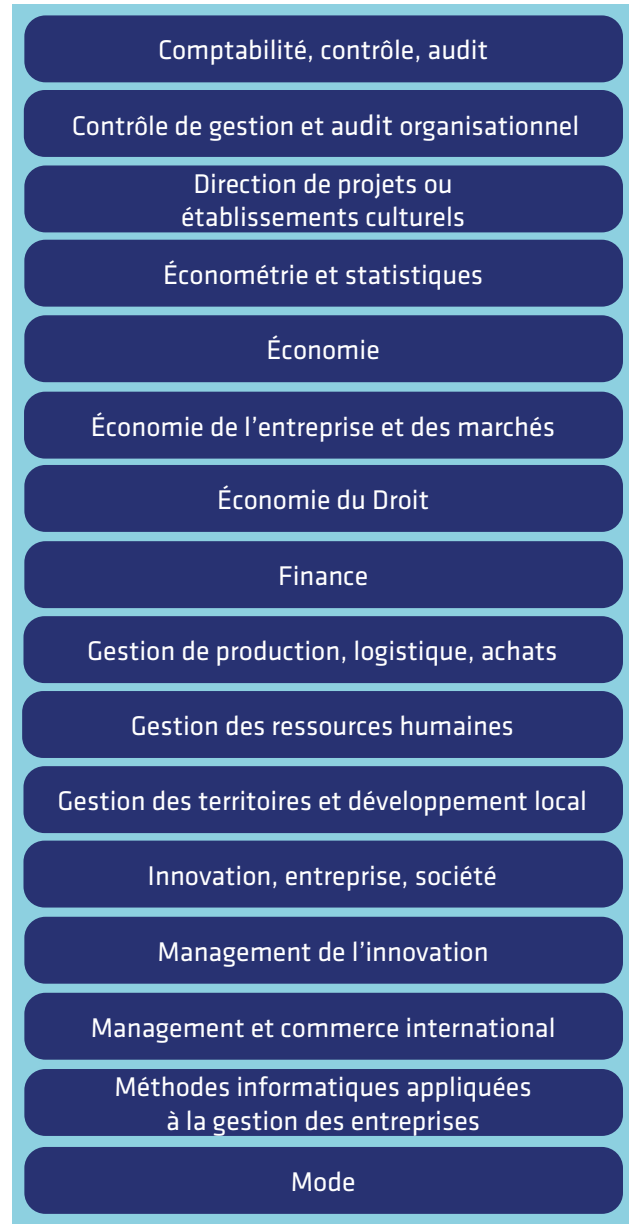 Comptabilité, contrôle, audit
Contrôle de gestion et audit organisationnel
Direction de projets ou
établissements culturels
Économétrie et statistiques
Économie
Économie de l’entreprise et des marchés
Économie du Droit
Finance
Gestion de production, logistique, achats
Gestion des ressources humaines
Gestion des territoires et développement local
Innovation, entreprise, société
Management de l’innovation
Management et commerce international
Méthodes informatiques appliquées
à la gestion des entreprises
Mode